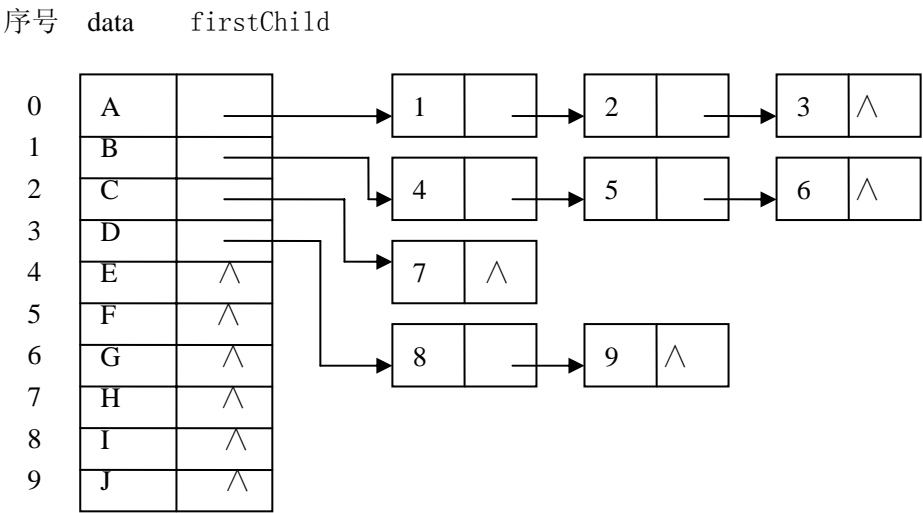 序号 data firstChild
0 A 1 2 3 ∧
1 B
2 C 4 5 6 ∧
3 D
4 E ∧ 7 ∧
5 F ∧
6 G ∧ 8 9 ∧
7 H ∧
8 I ∧
9 J ∧